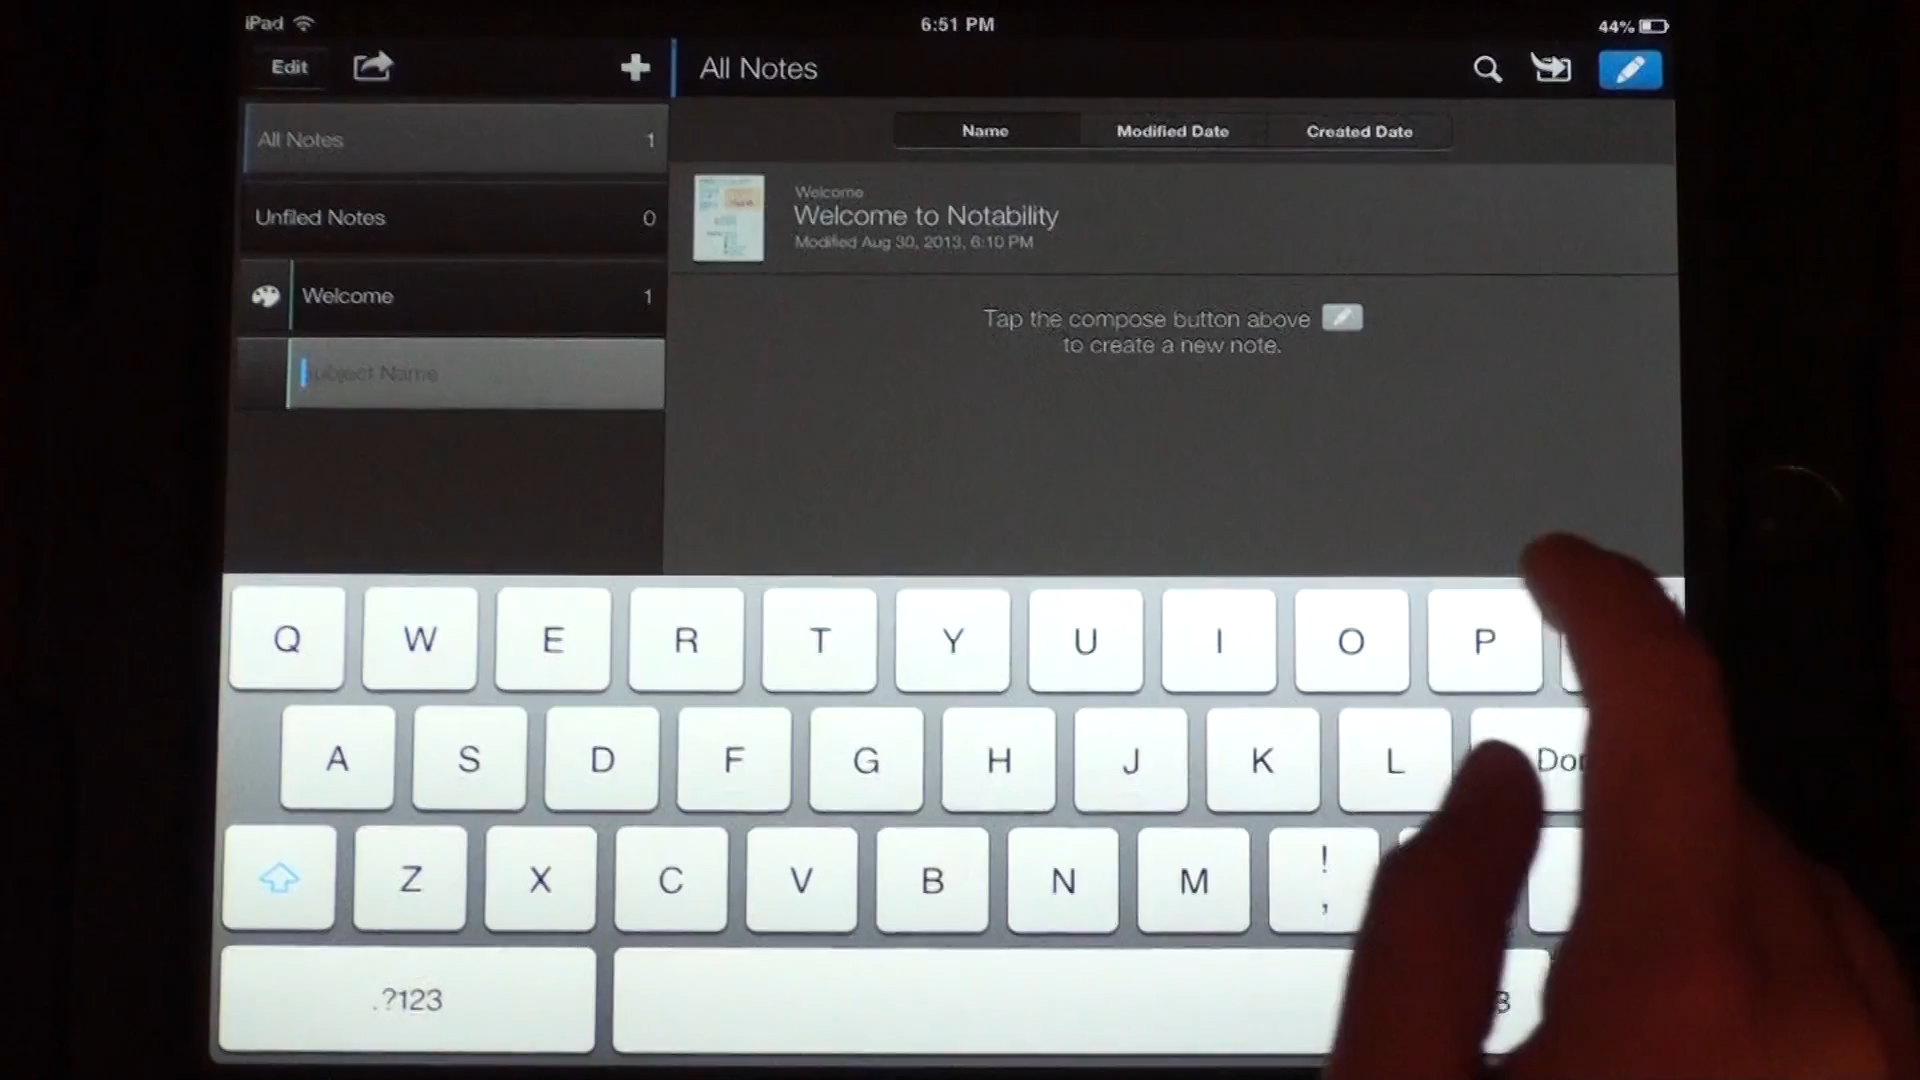 iPad
6:51 PM
44%
Edit
All Notes
All Notes 1
Unfiled Notes 0
Welcome 1
Subject Name
Name Modified Date Created Date
Welcome
Welcome to Notability
Modified Aug 30, 2013, 6:10 PM
Tap the compose button above
to create a new note.
Q W E R T Y U I O P
A S D F G H J K L
Z X C V B N M ! ,
.?123